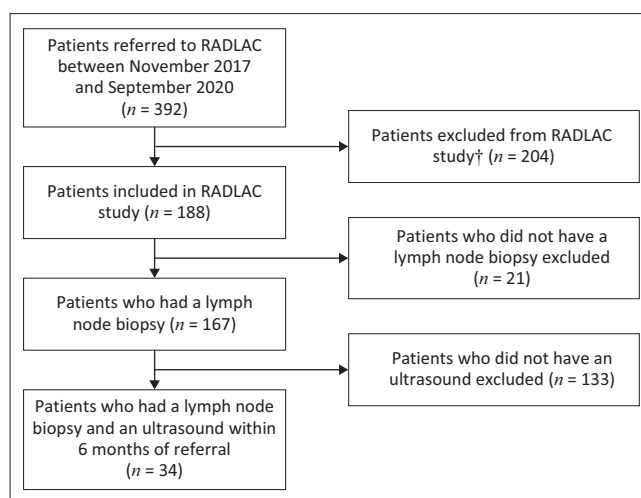 Patients referred to RADLAC
between November 2017
and September 2020
(n = 392)
Patients excluded from RADLAC
study† (n = 204)
Patients included in RADLAC
study (n = 188)
Patients who did not have a
lymph node biopsy excluded
(n = 21)
Patients who had a lymph
node biopsy (n = 167)
Patients who did not have an
ultrasound excluded (n = 133)
Patients who had a lymph node
biopsy and an ultrasound within
6 months of referral
(n = 34)